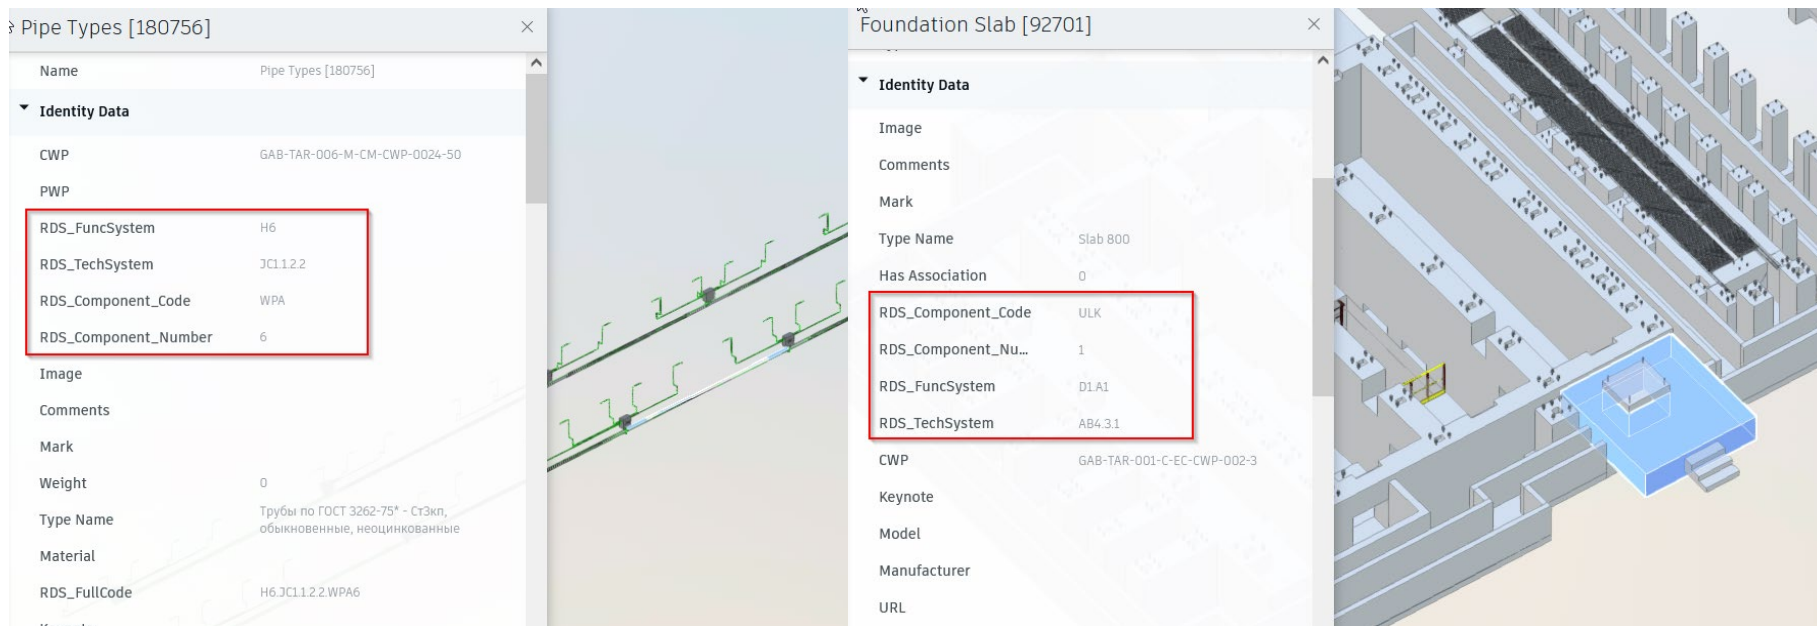 Pipe Types [180756]
Name Pipe Types [180756]
Identity Data
CWP GAB-TAR-006-M-CM-CWP-0024-50
PWP
RDS_FuncSystem H6
RDS_TechSystem JC1.1.2.2
RDS_Component_Code WPA
RDS_Component_Number 6
Image
Comments
Mark
Weight 0
Type Name Трубы по ГОСТ 3262-75* - Ст3кп,
обыкновенные, неоцинкованные
Material
RDS_FullCode H6.JC1.1.2.2.WPA6
Foundation Slab [92701]
Identity Data
Image
Comments
Mark
Type Name Slab 800
Has Association 0
RDS_Component_Code ULK
RDS_Component_Nu... 1
RDS_FuncSystem D1.A1
RDS_TechSystem AB4.3.1
CWP GAB-TAR-001-C-EC-CWP-002-3
Keynote
Model
Manufacturer
URL